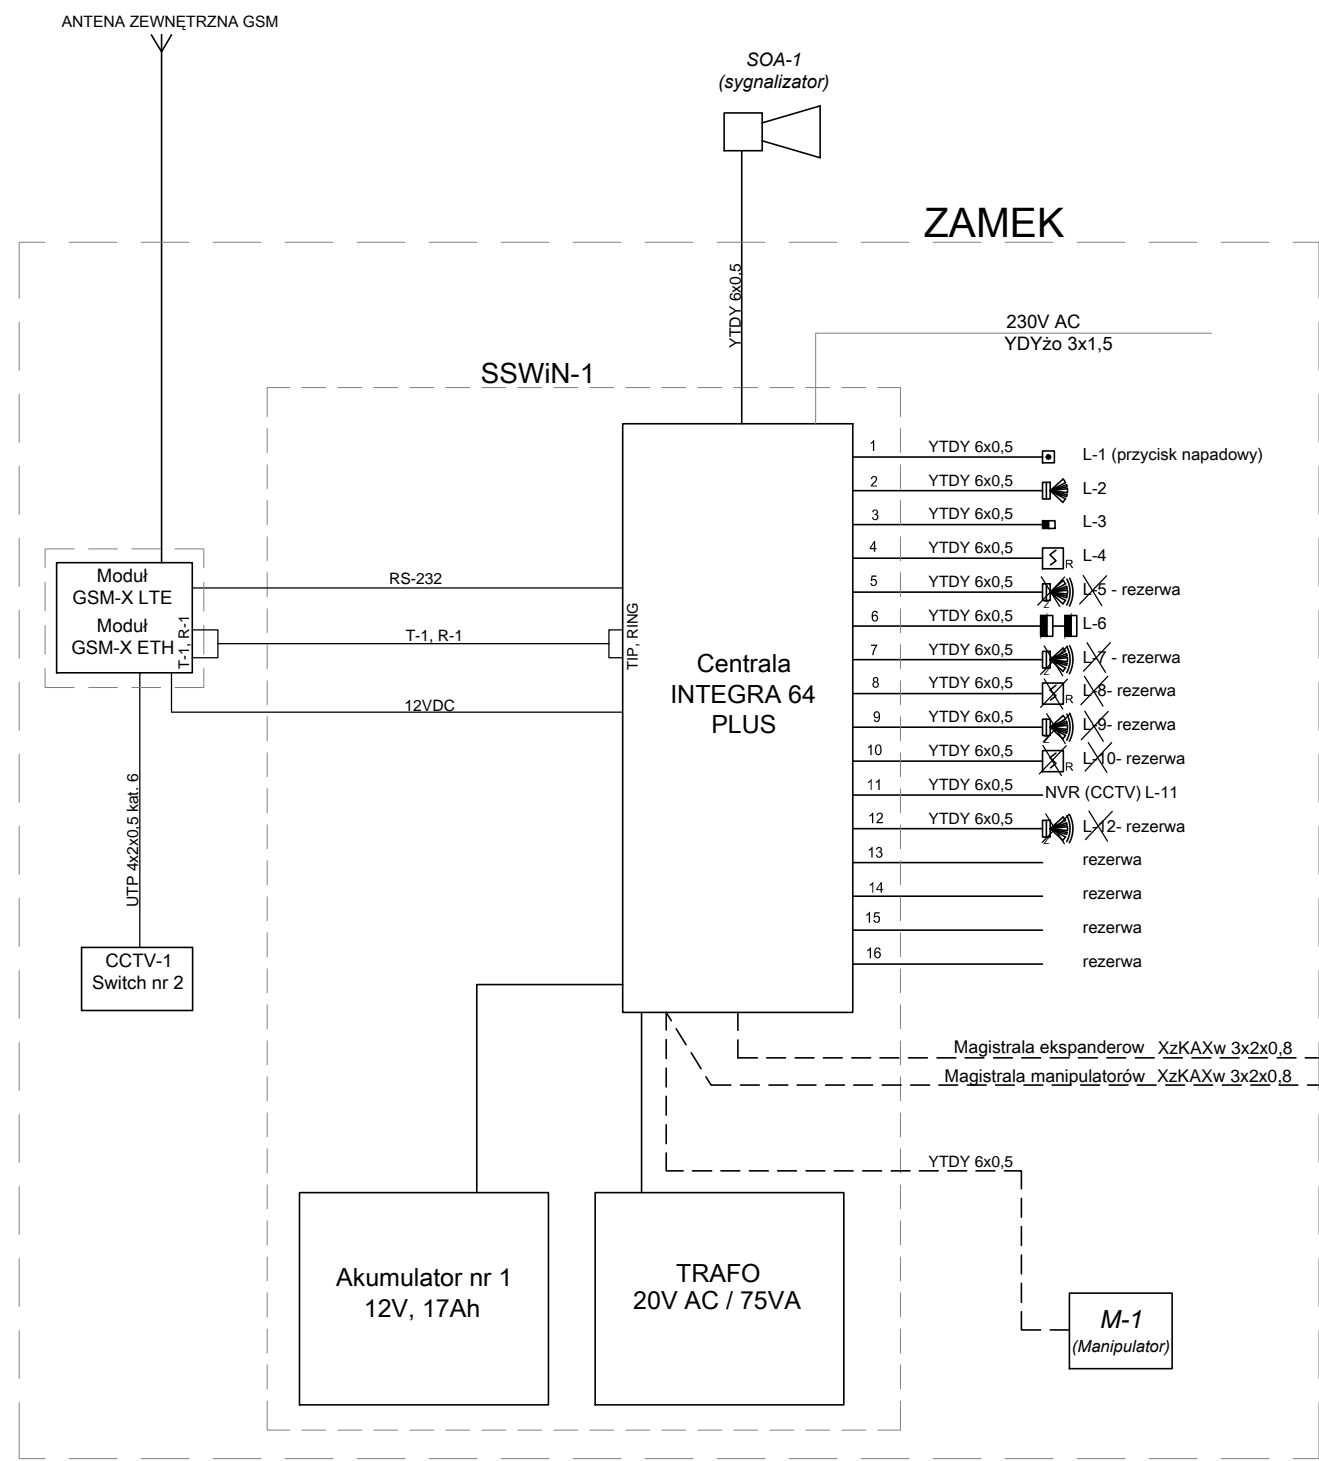 ANTENA ZEWNĘTRZNA GSM
SOA-1
(sygnalizator)
ZAMEK
YTDY 6x0,5
230V AC
YDYżo 3x1,5
SSWiN-1
1 YTDY 6x0,5 L-1 (przycisk napadowy)
2 YTDY 6x0,5 L-2
3 YTDY 6x0,5 L-3
4 YTDY 6x0,5 R L-4
5 YTDY 6x0,5 Z L-5 - rezerwa
6 YTDY 6x0,5 L-6
7 YTDY 6x0,5 Z L-7 - rezerwa
8 YTDY 6x0,5 R L-8- rezerwa
9 YTDY 6x0,5 Z L-9- rezerwa
10 YTDY 6x0,5 R L-10- rezerwa
11 YTDY 6x0,5 NVR (CCTV) L-11
12 YTDY 6x0,5 Z L-12- rezerwa
13 rezerwa
14 rezerwa
15 rezerwa
16 rezerwa
Moduł
GSM-X LTE
Moduł
GSM-X ETH
T-1, R-1
RS-232
T-1, R-1
TIP, RING
12VDC
Centrala
INTEGRA 64
PLUS
UTP 4x2x0,5 kat. 6
CCTV-1
Switch nr 2
Magistrala ekspanderow XzKAXw 3x2x0,8
Magistrala manipulatorów XzKAXw 3x2x0,8
YTDY 6x0,5
Akumulator nr 1
12V, 17Ah
TRAFO
20V AC / 75VA
M-1
(Manipulator)